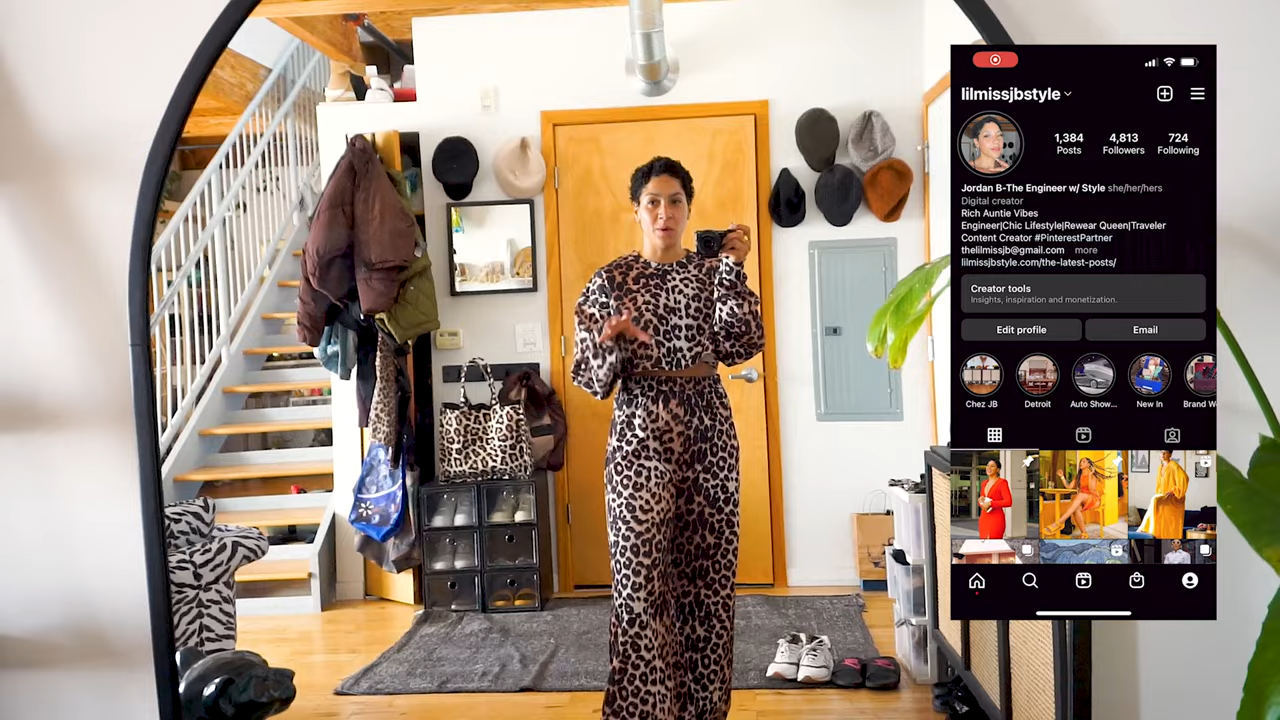 lilmissjbstyle
1,384 4,813 724
Posts Followers Following
Jordan B-The Engineer w/ Style she/her/hers
Digital creator
Rich Auntie Vibes
Engineer|Chic Lifestyle|Rewear Queen|Traveler
Content Creator #PinterestPartner
thelilmissjb@gmail.com more
lilmissjbstyle.com/the-latest-posts/
Creator tools
Insights, inspiration and monetization.
Edit profile Email
Chez JB Detroit Auto Show... New In Brand W